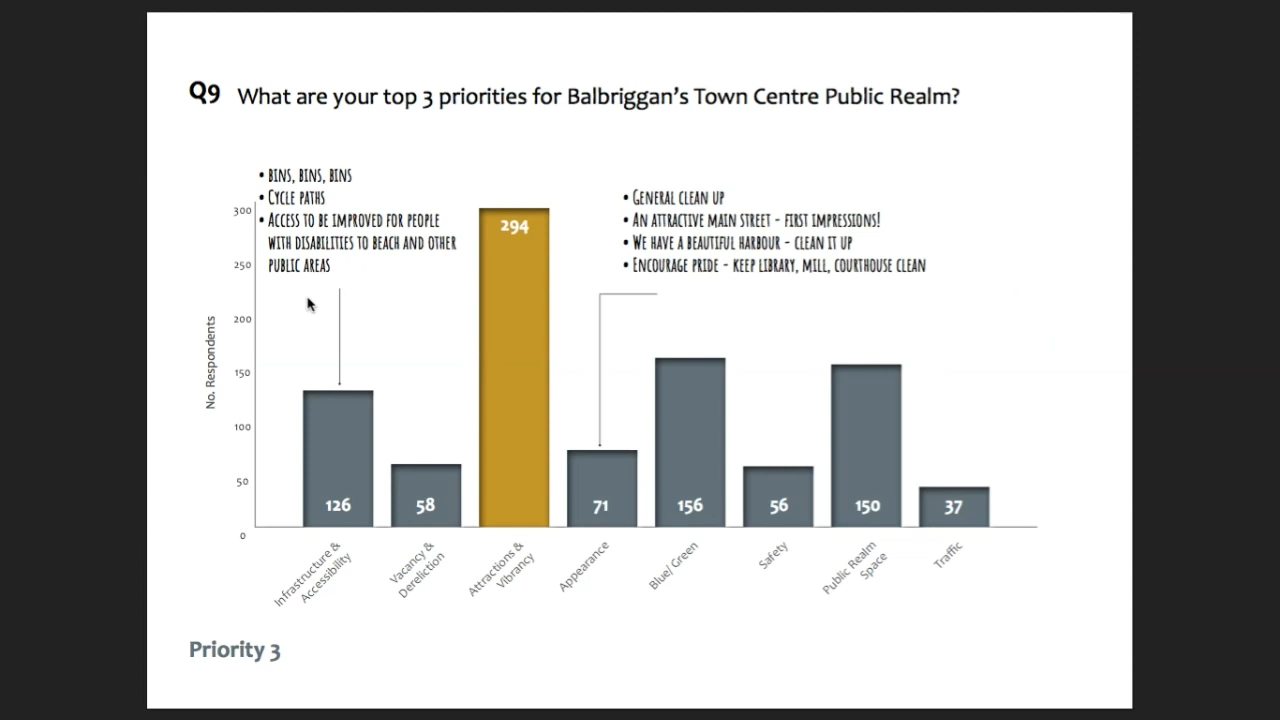 Q9 What are your top 3 priorities for Balbriggan's Town Centre Public Realm?
• BINS, BINS, BINS
• CYCLE PATHS
• ACCESS TO BE IMPROVED FOR PEOPLE
WITH DISABILITIES TO BEACH AND OTHER
PUBLIC AREAS
• GENERAL CLEAN UP
• AN ATTRACTIVE MAIN STREET - FIRST IMPRESSIONS!
• WE HAVE A BEAUTIFUL HARBOUR - CLEAN IT UP
• ENCOURAGE PRIDE - KEEP LIBRARY, MILL, COURTHOUSE CLEAN
No. Respondents
300
250
200
150
100
50
0
294
126
58
71
156
56
150
37
Infrastructure &
Accessibility
Vacancy &
Dereliction
Attractions &
Vibrancy
Appearance
Blue/ Green
Safety
Public Realm
Space
Traffic
Priority 3